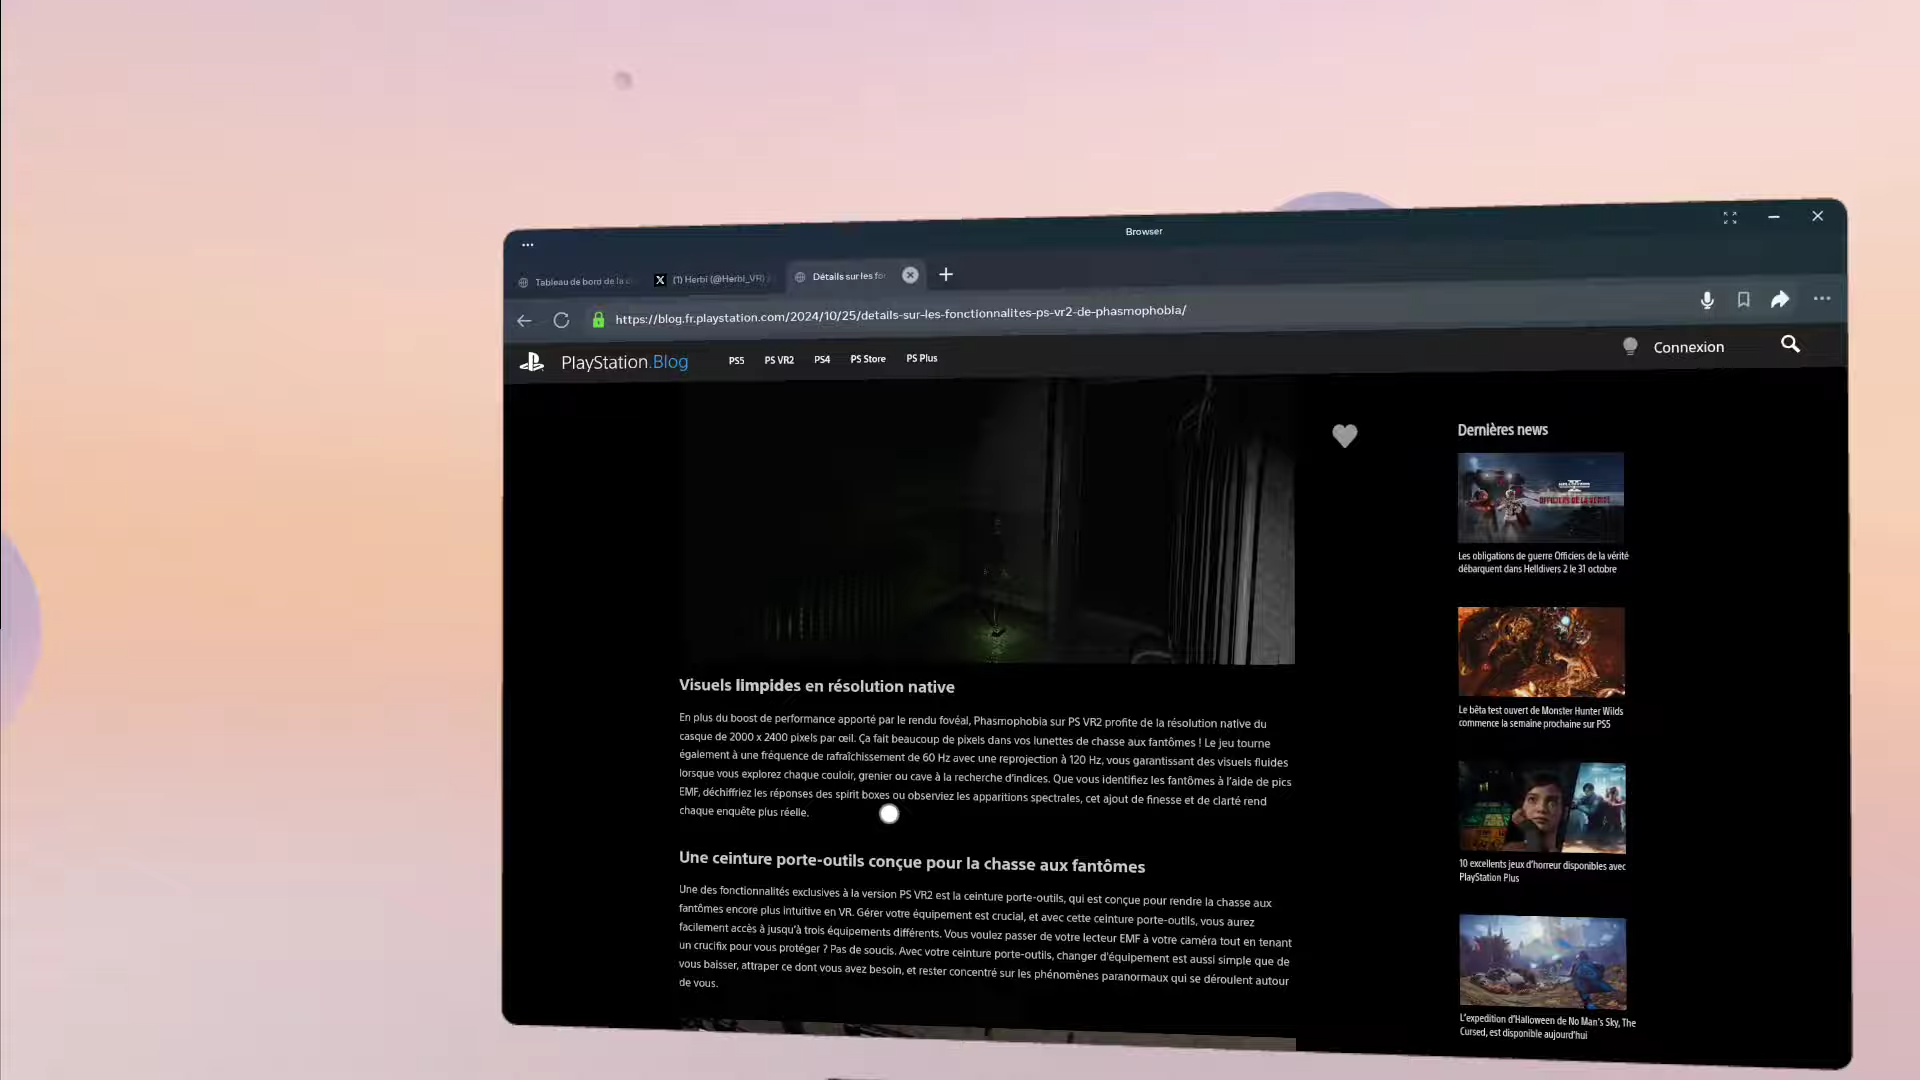 Browser
Tableau de bord de la
(1) Herbi (@Herbi_VR)
Détails sur les fo
https://blog.fr.playstation.com/2024/10/25/details-sur-les-fonctionnalites-ps-vr2-de-phasmophobia/
PlayStation.Blog
PS5
PS VR2
PS4
PS Store
PS Plus
Connexion
Dernières news
Les obligations de guerre Officiers de la vérité
débarquent dans Helldivers 2 le 31 octobre
Le bêta test ouvert de Monster Hunter Wilds
commence la semaine prochaine sur PS5
10 excellents jeux d'horreur disponibles avec
PlayStation Plus
L'expedition d'Halloween de No Man's Sky, The
Cursed, est disponible aujourd'hui
Visuels limpides en résolution native
En plus du boost de performance apporté par le rendu fovéal, Phasmophobia sur PS VR2 profite de la résolution native du
casque de 2000 x 2400 pixels par œil. Ça fait beaucoup de pixels dans vos lunettes de chasse aux fantômes ! Le jeu tourne
également à une fréquence de rafraîchissement de 60 Hz avec une reprojection à 120 Hz, vous garantissant des visuels fluides
lorsque vous explorez chaque couloir, grenier ou cave à la recherche d'indices. Que vous identifiez les fantômes à l'aide de pics
EMF, déchiffriez les réponses des spirit boxes ou observiez les apparitions spectrales, cet ajout de finesse et de clarté rend
chaque enquête plus réelle.
Une ceinture porte-outils conçue pour la chasse aux fantômes
Une des fonctionnalités exclusives à la version PS VR2 est la ceinture porte-outils, qui est conçue pour rendre la chasse aux
fantômes encore plus intuitive en VR. Gérer votre équipement est crucial, et avec cette ceinture porte-outils, vous aurez
facilement accès à jusqu'à trois équipements différents. Vous voulez passer de votre lecteur EMF à votre caméra tout en tenant
un crucifix pour vous protéger ? Pas de soucis. Avec votre ceinture porte-outils, changer d'équipement est aussi simple que de
vous baisser, attraper ce dont vous avez besoin, et rester concentré sur les phénomènes paranormaux qui se déroulent autour
de vous.